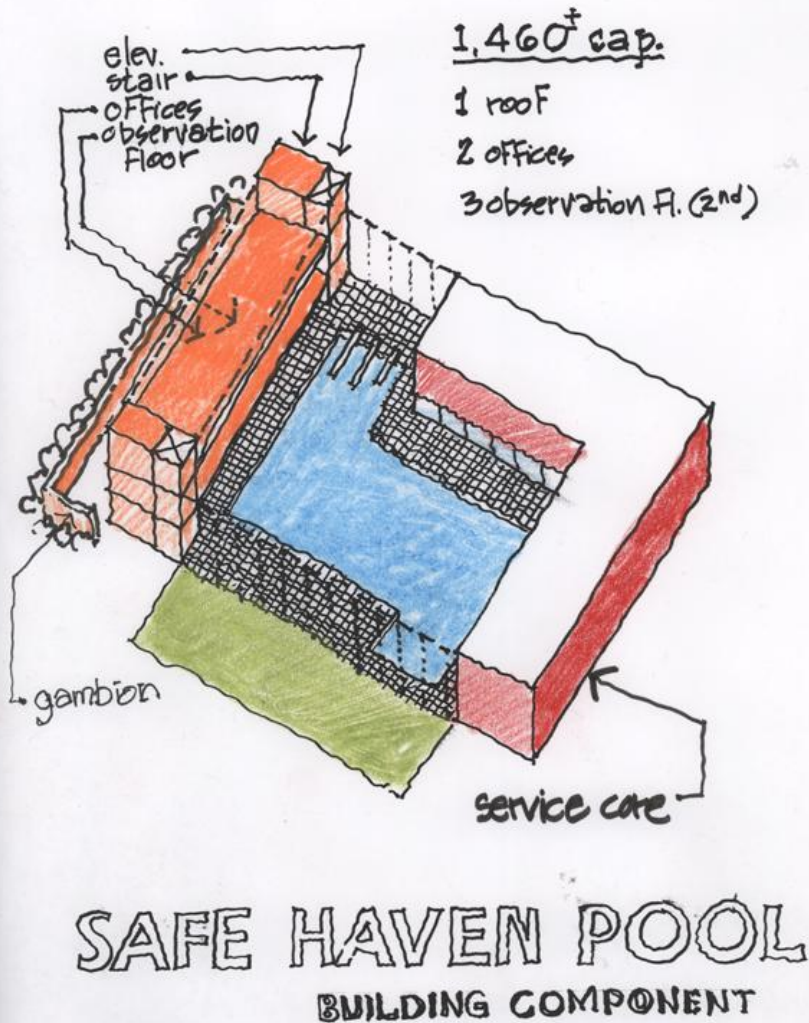 elev.
stair
offices
observation
floor
1,460± cap.
1 roof
2 offices
3 observation fl. (2nd)
gambion
service core
SAFE HAVEN POOL
BUILDING COMPONENT